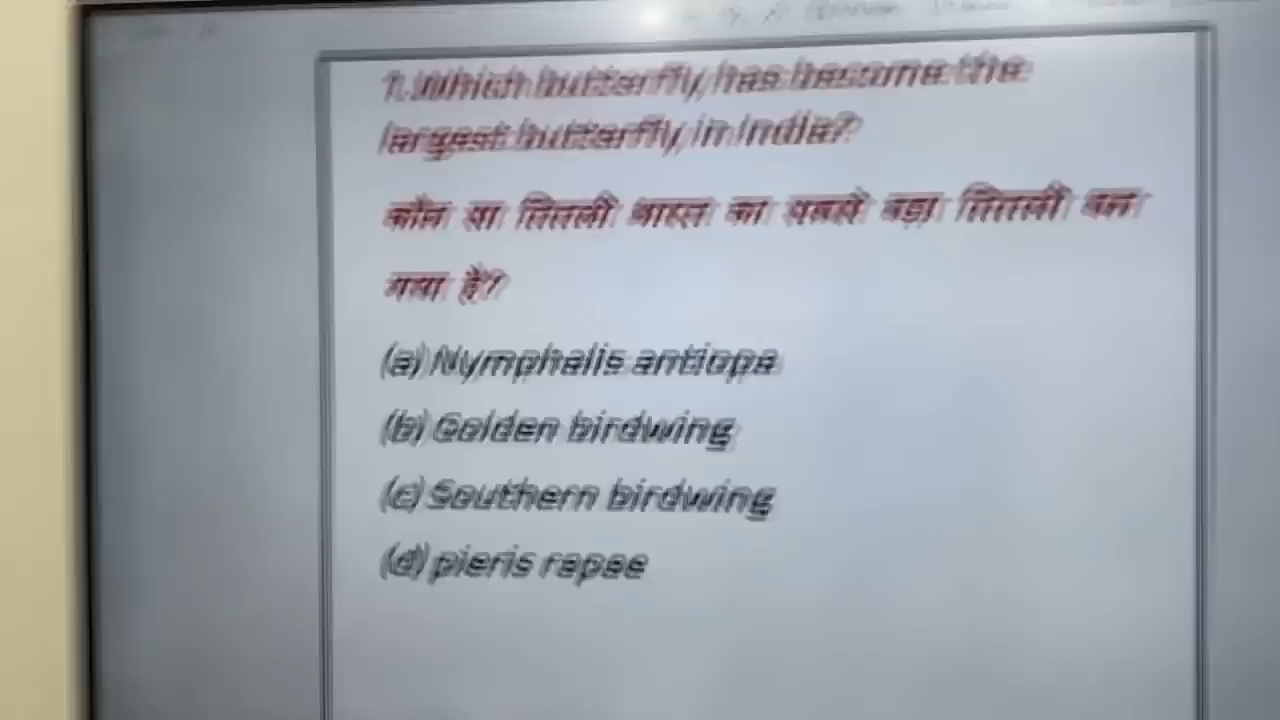 1. Which butterfly has become the
largest butterfly in India?
कौन सा तितली भारत का सबसे बड़ा तितली बन
गया है?
(a) Nymphalis antiopa
(b) Golden birdwing
(c) Southern birdwing
(d) pieris rapae